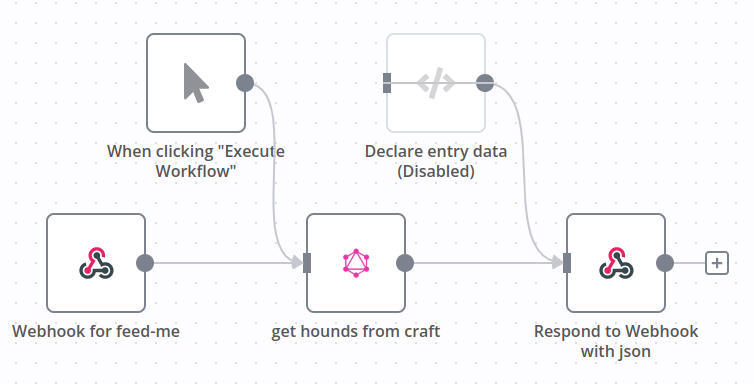 When clicking "Execute
Workflow"
Declare entry data
(Disabled)
Webhook for feed-me
get hounds from craft
Respond to Webhook
with json